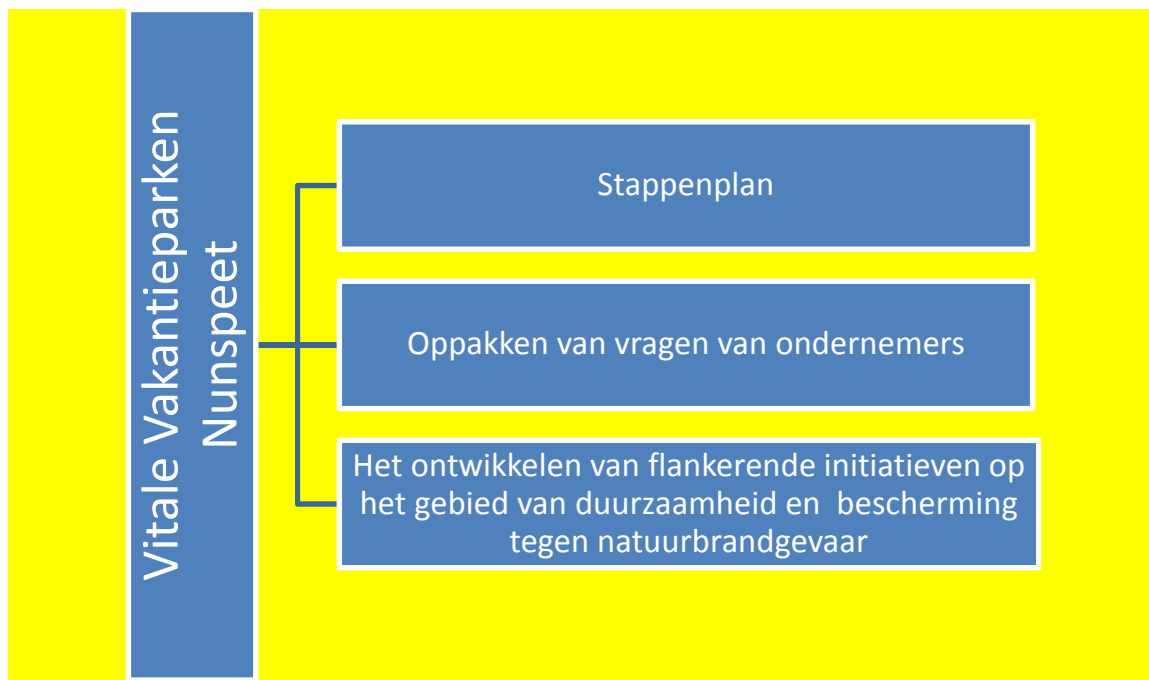 Vitale Vakantieparken
Nunspeet
Stappenplan
Oppakken van vragen van ondernemers
Het ontwikkelen van flankerende initiatieven op
het gebied van duurzaamheid en  bescherming
tegen natuurbrandgevaar